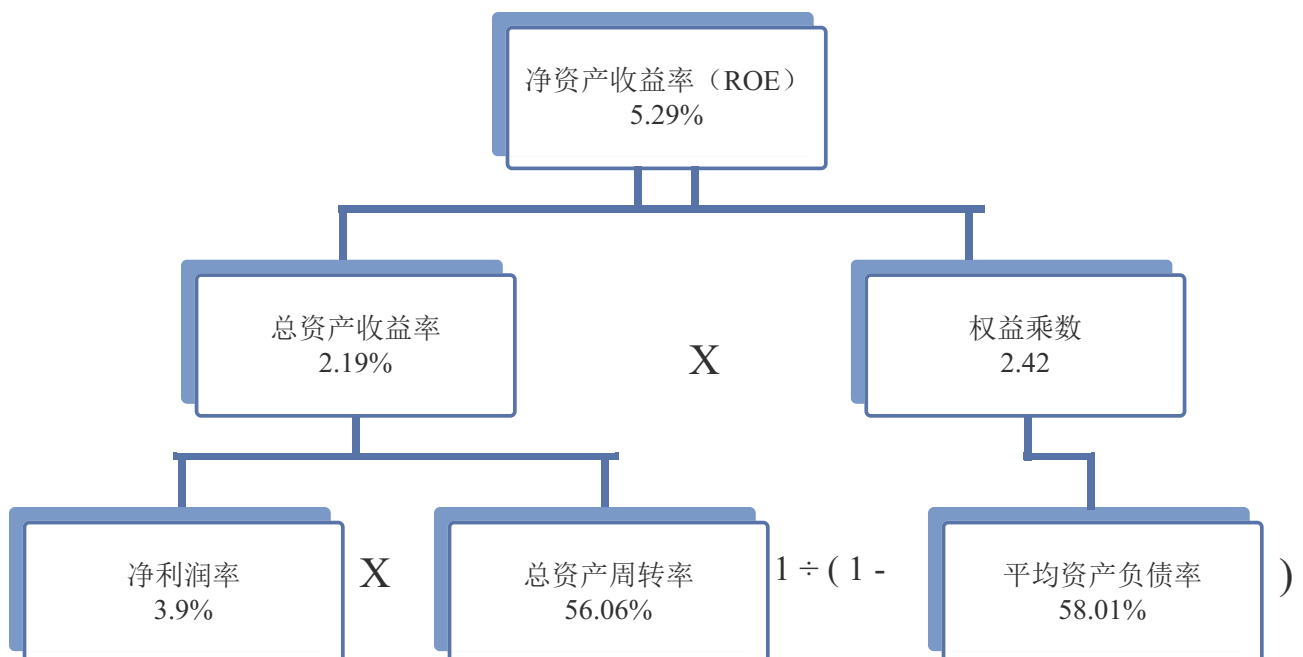 净资产收益率（ROE）
5.29%
总资产收益率
2.19%
X
权益乘数
2.42
净利润率
3.9%
X
总资产周转率
56.06%
1 ÷ ( 1 -
平均资产负债率
58.01%
)